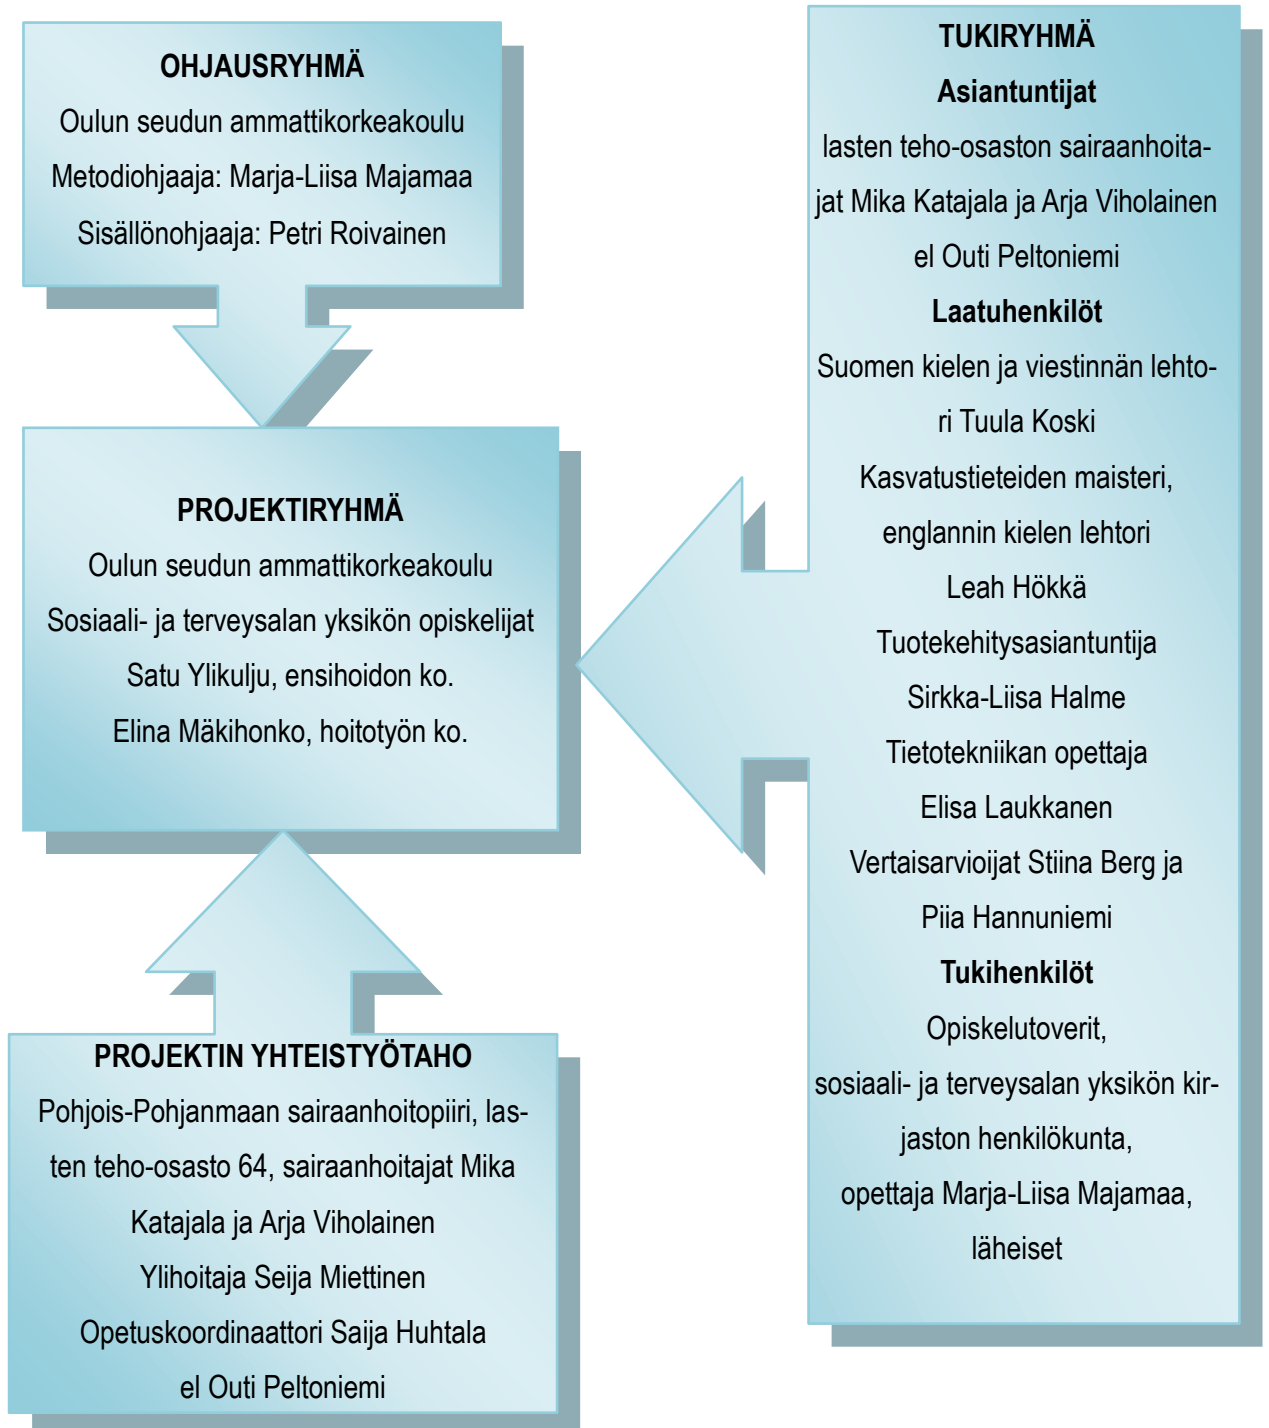 OHJAUSRYHMÄ
Oulun seudun ammattikorkeakoulu
Metodiohjaaja: Marja-Liisa Majamaa
Sisällönohjaaja: Petri Roivainen
PROJEKTIRYHMÄ
Oulun seudun ammattikorkeakoulu
Sosiaali- ja terveysalan yksikön opiskelijat
Satu Ylikulju, ensihoidon ko.
Elina Mäkihonko, hoitotyön ko.
PROJEKTIN YHTEISTYÖTAHO
Pohjois-Pohjanmaan sairaanhoitopiiri, las-
ten teho-osasto 64, sairaanhoitajat Mika
Katajala ja Arja Viholainen
Ylihoitaja Seija Miettinen
Opetuskoordinaattori Saija Huhtala
el Outi Peltoniemi
TUKIRYHMÄ
Asiantuntijat
lasten teho-osaston sairaanhoita-
jat Mika Katajala ja Arja Viholainen
el Outi Peltoniemi
Laatuhenkilöt
Suomen kielen ja viestinnän lehto-
ri Tuula Koski
Kasvatustieteiden maisteri,
englannin kielen lehtori
Leah Hökkä
Tuotekehitysasiantuntija
Sirkka-Liisa Halme
Tietotekniikan opettaja
Elisa Laukkanen
Vertaisarvioijat Stiina Berg ja
Piia Hannuniemi
Tukihenkilöt
Opiskelutoverit,
sosiaali- ja terveysalan yksikön kir-
jaston henkilökunta,
opettaja Marja-Liisa Majamaa,
läheiset